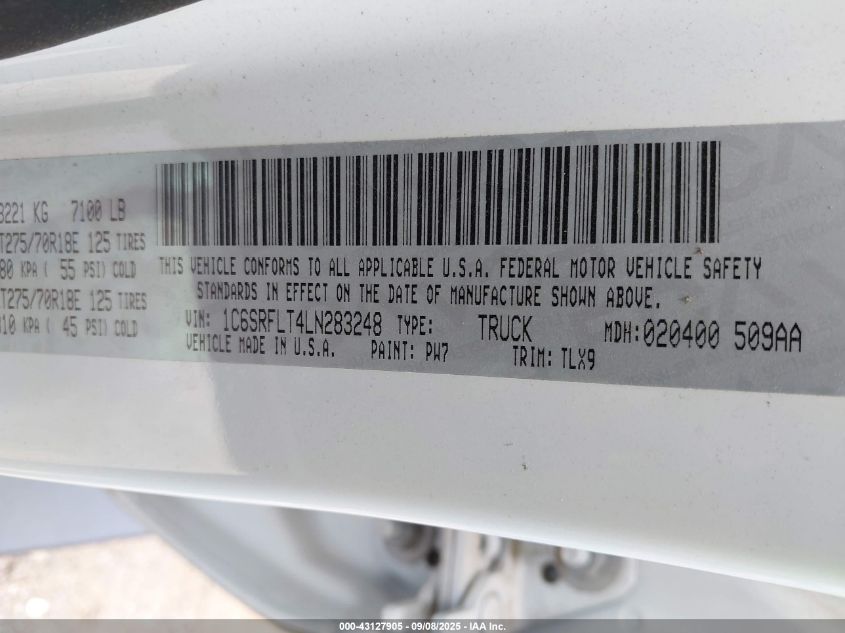 3221 KG 7100 LB
T275/70R18E 125 TIRES
80 KPA ( 55 PSI) COLD
T275/70R18E 125 TIRES
10 KPA ( 45 PSI) COLD
THIS VEHICLE CONFORMS TO ALL APPLICABLE U.S.A. FEDERAL MOTOR VEHICLE SAFETY
STANDARDS IN EFFECT ON THE DATE OF MANUFACTURE SHOWN ABOVE.
VIN: 1C6SRFLT4LN283248 TYPE: TRUCK MDH:020400 509AA
VEHICLE MADE IN U.S.A. PAINT: PW7 TRIM: TLX9
000-43127905 - 09/08/2025 - IAA Inc.